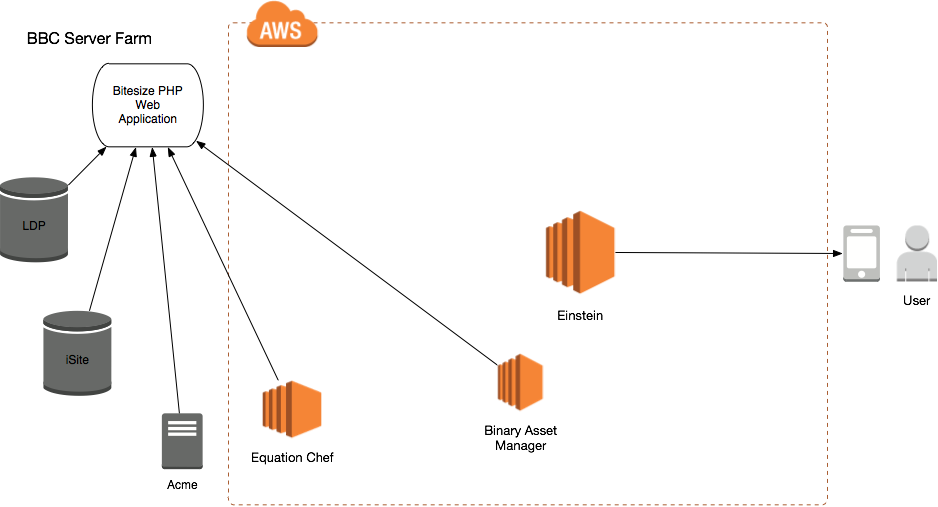 AWS
BBC Server Farm
Bitesize PHP
Web
Application
LDP
iSite
Acme
Equation Chef
Binary Asset
Manager
Einstein
User